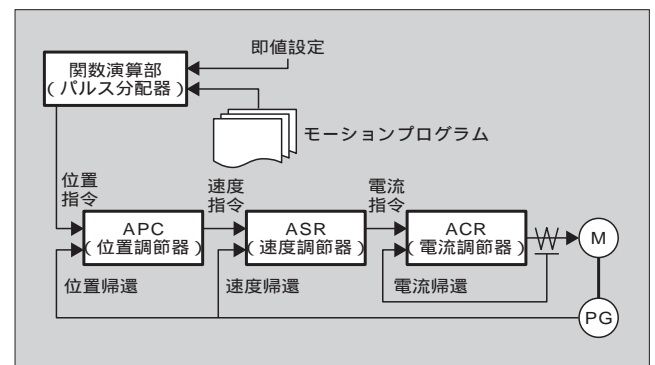 即値設定
関数演算部
(パルス分配器)
モーションプログラム
位置
指令
速度
指令
電流
指令
APC
(位置調節器)
ASR
(速度調節器)
ACR
(電流調節器)
M
位置帰還
速度帰還
電流帰還
PG